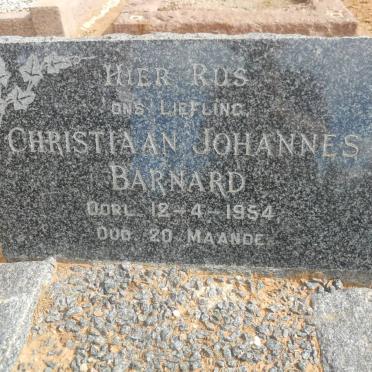 HIER RUS
ONS LIEFLING
CHRISTIAAN JOHANNES
BARNARD
OORL. 12-4-1954
OUD 20 MAANDE.